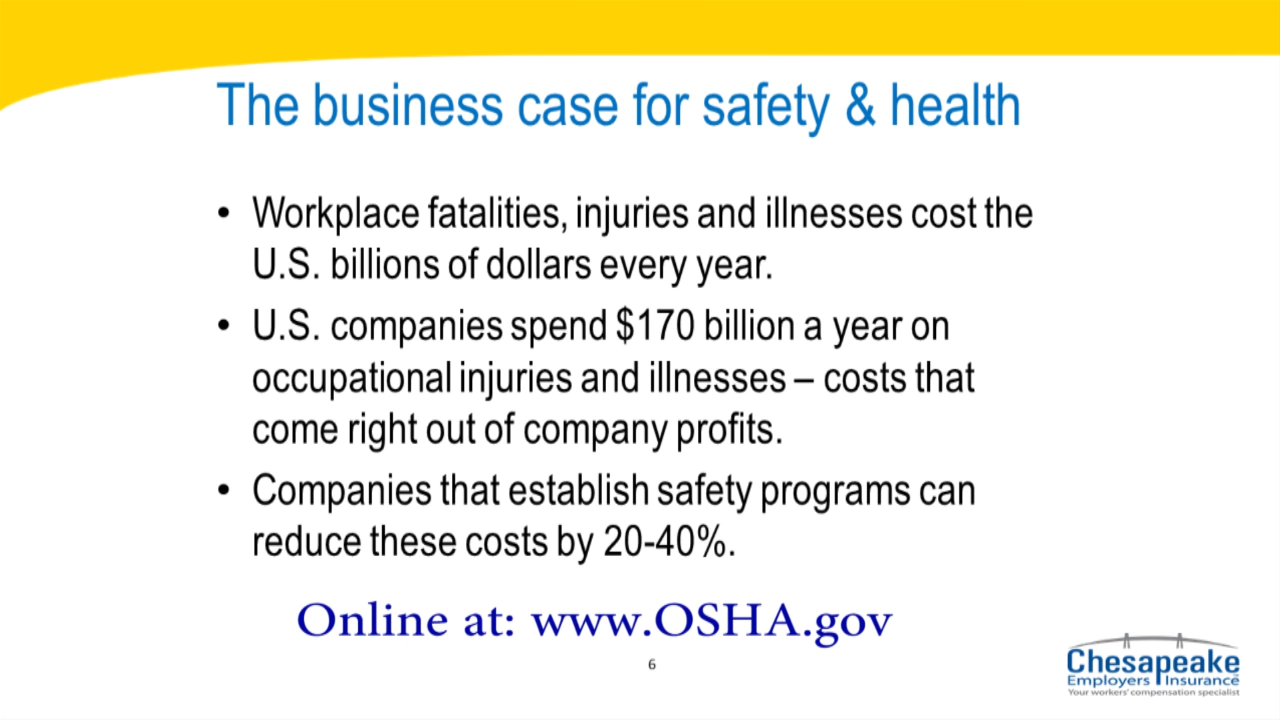 The business case for safety & health
• Workplace fatalities, injuries and illnesses cost the
U.S. billions of dollars every year.
• U.S. companies spend $170 billion a year on
occupational injuries and illnesses – costs that
come right out of company profits.
• Companies that establish safety programs can
reduce these costs by 20-40%.
Online at: www.OSHA.gov
6
Chesapeake
Employers Insurance
Your workers' compensation specialist